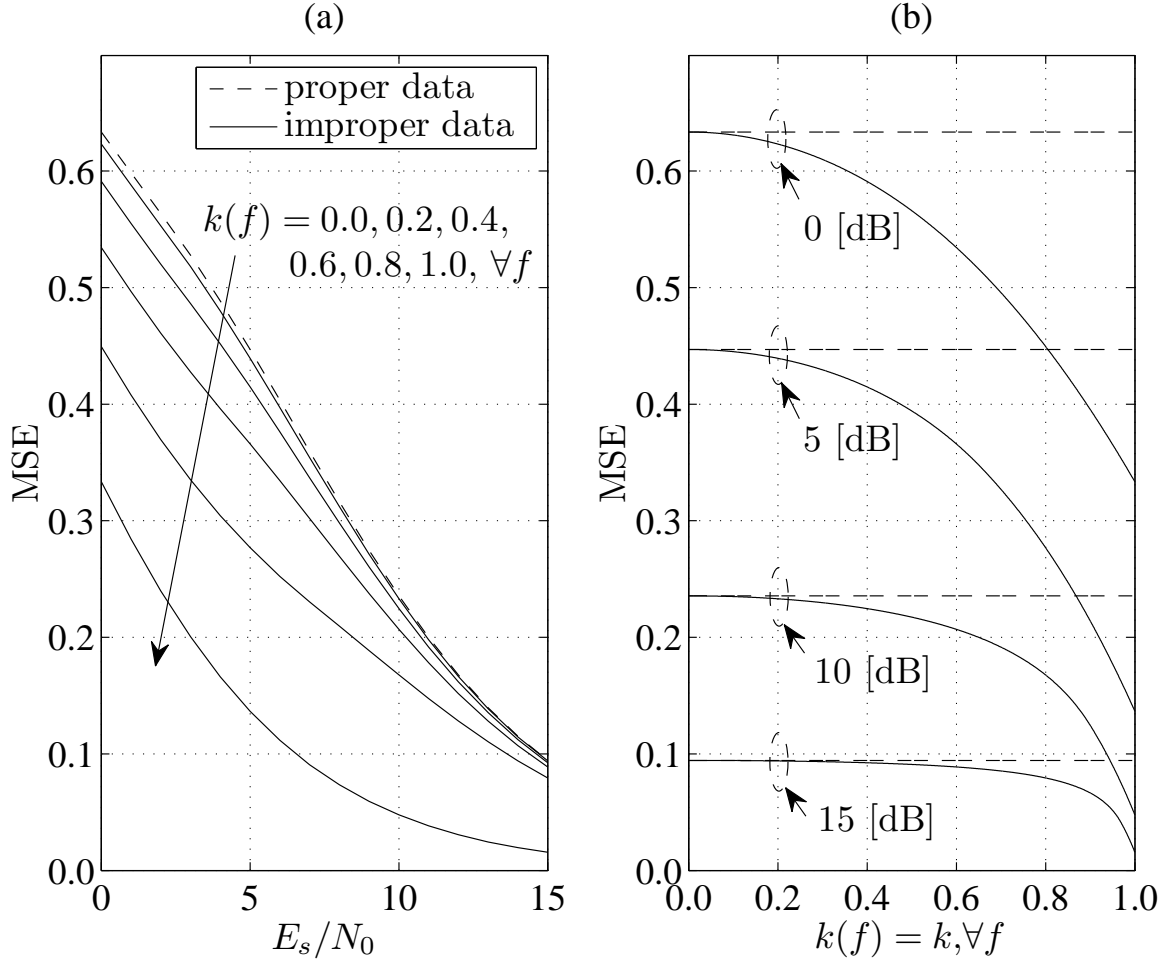 (a)
proper data
improper data
k(f) = 0.0, 0.2, 0.4,
0.6, 0.8, 1.0, ∀f
MSE
0.6
0.5
0.4
0.3
0.2
0.1
0.0
0
5
10
15
E_s/N_0
(b)
MSE
0.6
0.5
0.4
0.3
0.2
0.1
0.0
0 [dB]
5 [dB]
10 [dB]
15 [dB]
0.0
0.2
0.4
0.6
0.8
1.0
k(f) = k,∀f